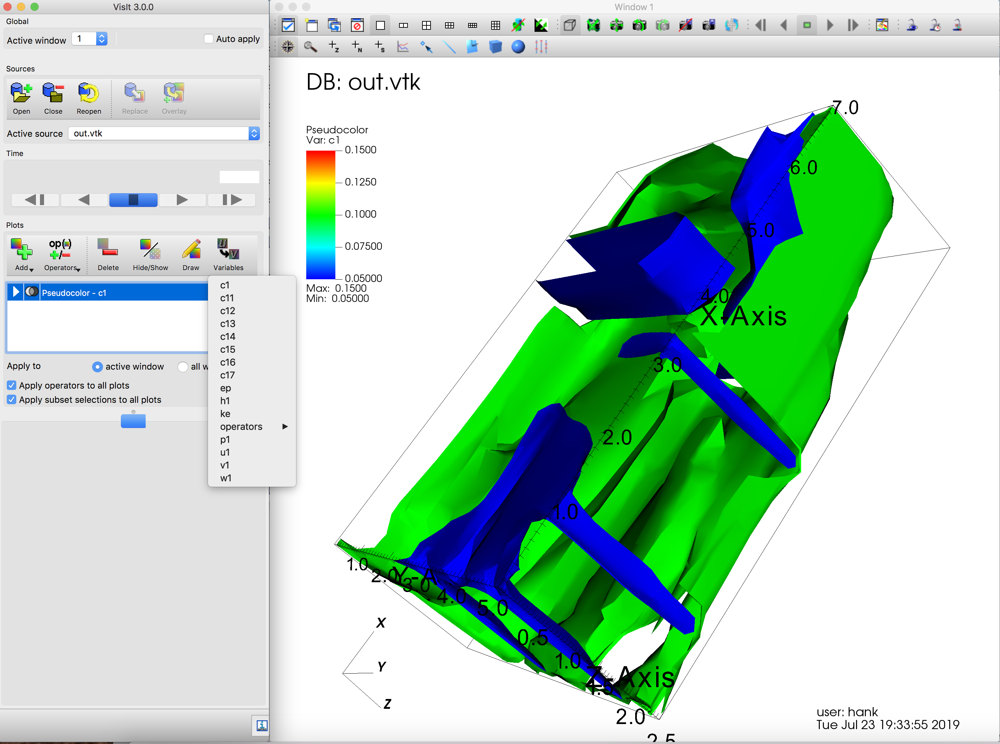 VisIt 3.0.0
Global
Active window 1 Auto apply
Sources
Open Close Reopen Replace Overlay
Active source out.vtk
Time
Plots
op( )
Add Operators Delete Hide/Show Draw Variables
Pseudocolor - c1
Apply to active window all w
Apply operators to all plots
Apply subset selections to all plots
c1
c11
c12
c13
c14
c15
c16
c17
ep
h1
ke
operators
p1
u1
v1
w1
Window 1
Z N S
DB: out.vtk
Pseudocolor
Var: c1
0.1500
0.1250
0.1000
0.07500
0.05000
Max: 0.1500
Min: 0.05000
7.0
6.0
5.0
4.0
X-Axis
3.0
2.0
1.0
1.0
2.0
Y-A
3.0
4.0
5.0
0.5
1.0
Z-Axis
1.5
2.0
2.5
X
Y
Z
user: hank
Tue Jul 23 19:33:55 2019